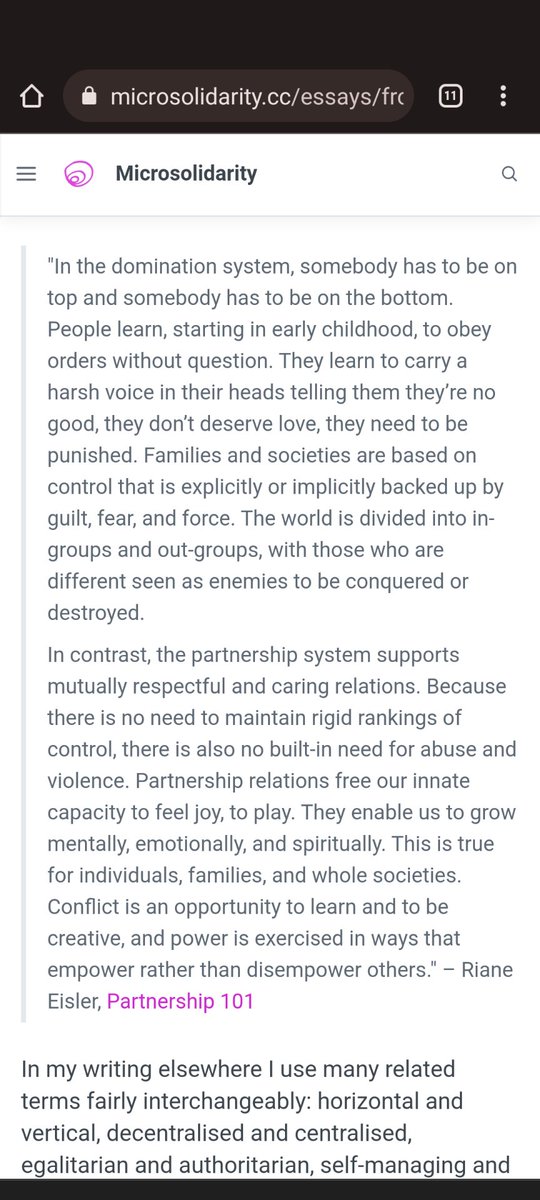 microsolidarity.cc/essays/frc
11
Microsolidarity
"In the domination system, somebody has to be on
top and somebody has to be on the bottom.
People learn, starting in early childhood, to obey
orders without question. They learn to carry a
harsh voice in their heads telling them they’re no
good, they don’t deserve love, they need to be
punished. Families and societies are based on
control that is explicitly or implicitly backed up by
guilt, fear, and force. The world is divided into in-
groups and out-groups, with those who are
different seen as enemies to be conquered or
destroyed.
In contrast, the partnership system supports
mutually respectful and caring relations. Because
there is no need to maintain rigid rankings of
control, there is also no built-in need for abuse and
violence. Partnership relations free our innate
capacity to feel joy, to play. They enable us to grow
mentally, emotionally, and spiritually. This is true
for individuals, families, and whole societies.
Conflict is an opportunity to learn and to be
creative, and power is exercised in ways that
empower rather than disempower others." – Riane
Eisler, Partnership 101
In my writing elsewhere I use many related
terms fairly interchangeably: horizontal and
vertical, decentralised and centralised,
egalitarian and authoritarian, self-managing and